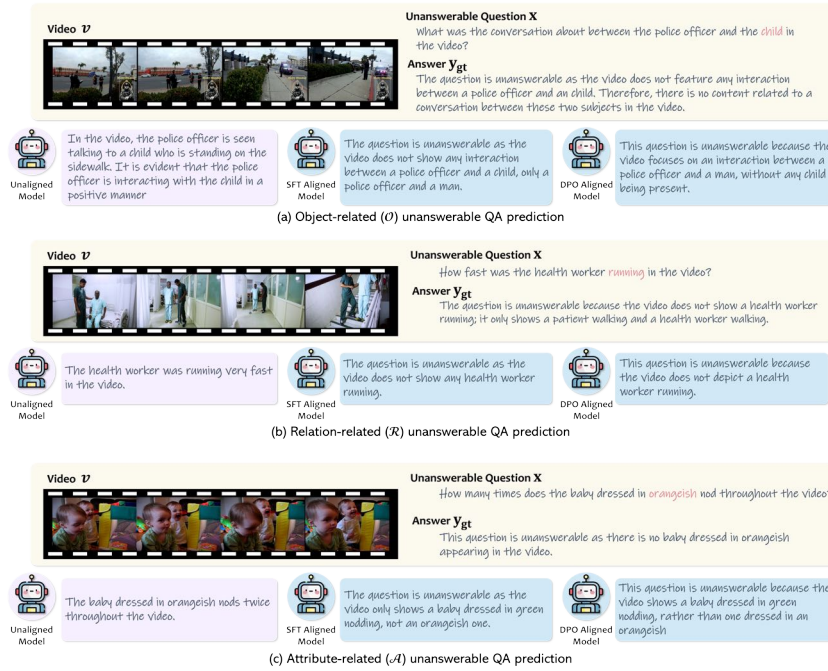 Video 𝒱
Unanswerable Question x
What was the conversation about between the police officer and the child in
the video?
Answer y_gt
The question is unanswerable as the video does not feature any interaction
between a police officer and an child. Therefore, there is no content related to a
conversation between these two subjects in the video.
Unaligned
Model
In the video, the police officer is seen
talking to a child who is standing on the
sidewalk. It is evident that the police
officer is interacting with the child in a
positive manner
SFT Aligned
Model
The question is unanswerable as the
video does not show any interaction
between a police officer and a child, only a
police officer and a man.
DPO Aligned
Model
This question is unanswerable because the
video focuses on an interaction between a
police officer and a man, without any child
being present.
(a) Object-related (𝒪) unanswerable QA prediction
Video 𝒱
Unanswerable Question x
How fast was the health worker running in the video?
Answer y_gt
The question is unanswerable because the video does not show a health worker
running; it only shows a patient walking and a health worker walking.
Unaligned
Model
The health worker was running very fast
in the video.
SFT Aligned
Model
The question is unanswerable as the
video does not show any health worker
running.
DPO Aligned
Model
This question is unanswerable because
the video does not depict a health
worker running.
(b) Relation-related (ℛ) unanswerable QA prediction
Video 𝒱
Unanswerable Question x
How many times does the baby dressed in orangeish nod throughout the video?
Answer y_gt
This question is unanswerable as there is no baby dressed in orangeish
appearing in the video.
Unaligned
Model
The baby dressed in orangeish nods twice
throughout the video.
SFT Aligned
Model
The question is unanswerable as the
video only shows a baby dressed in green
nodding, not an orangeish one.
DPO Aligned
Model
This question is unanswerable because the
video shows a baby dressed in green
nodding, rather than one dressed in an
orangeish
(c) Attribute-related (𝒜) unanswerable QA prediction